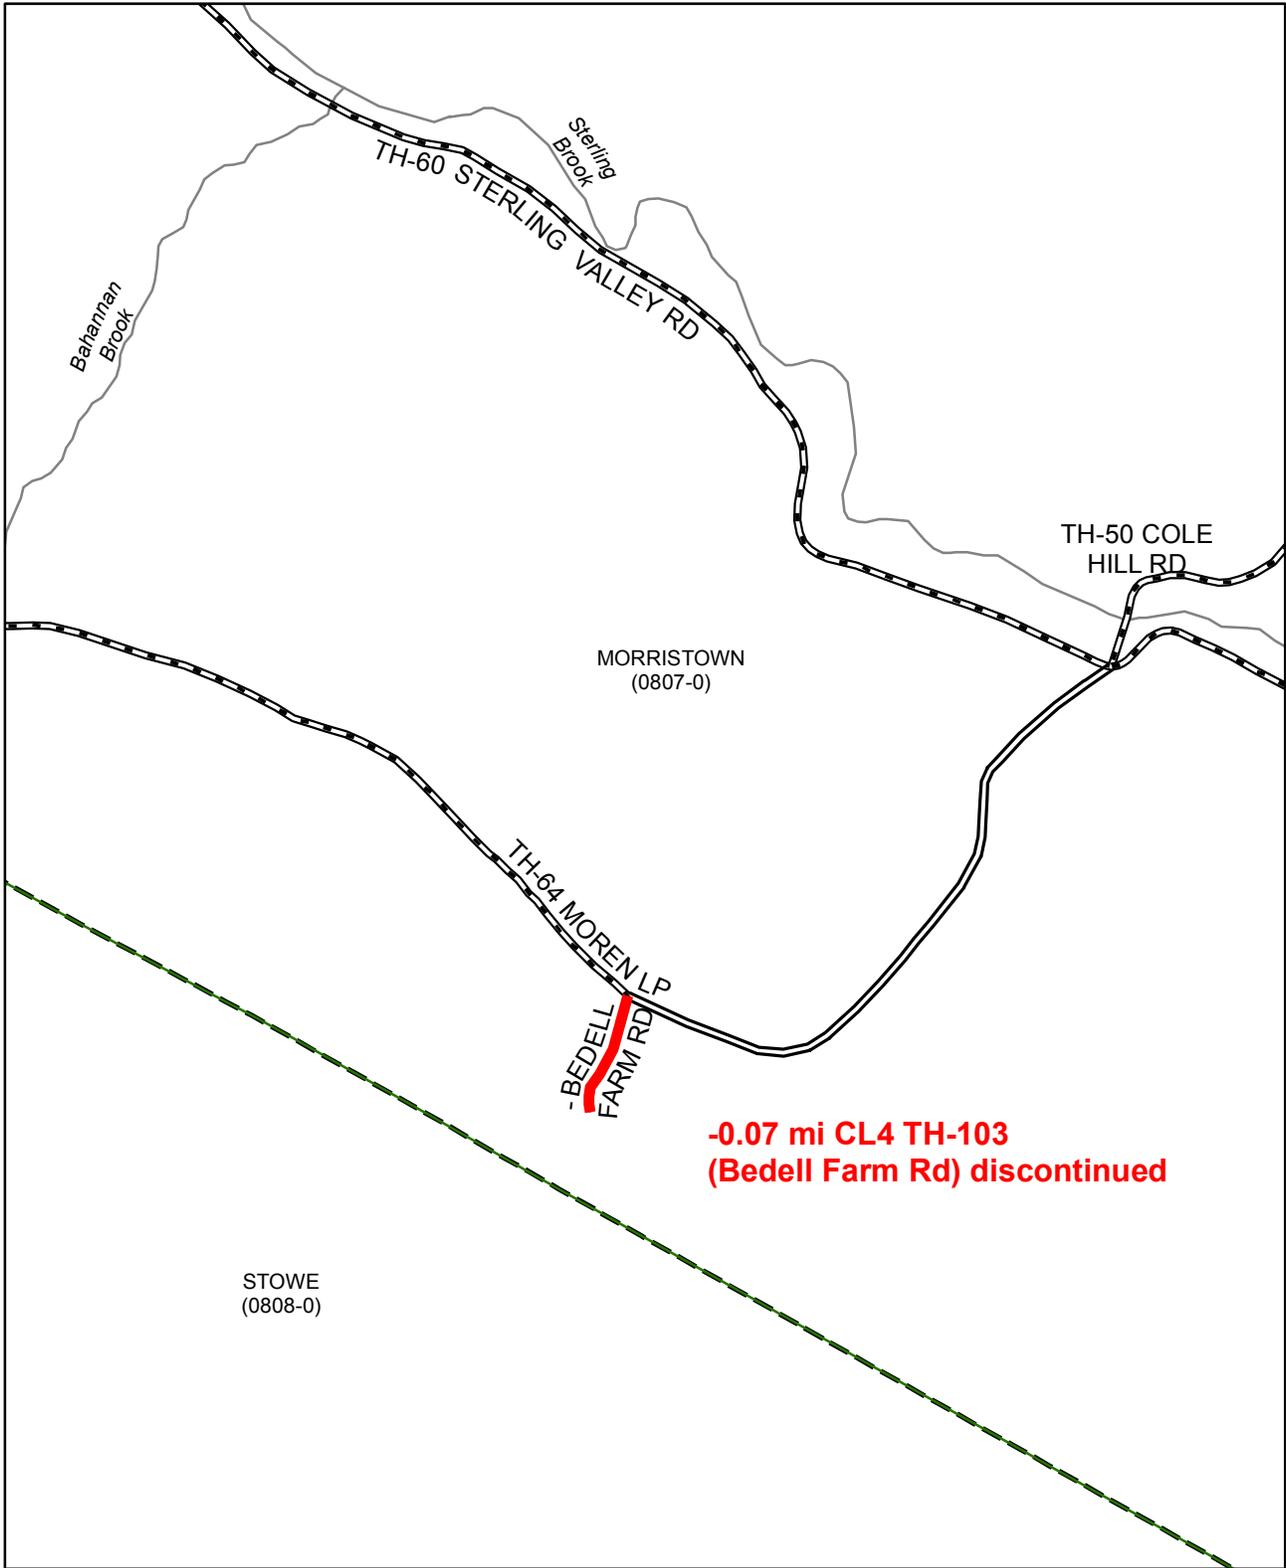 Sterling
Brook
TH-60 STERLING VALLEY RD
Bahannan
Brook
TH-50 COLE
HILL RD
MORRISTOWN
(0807-0)
TH-64 MOREN LP
- BEDELL
FARM RD
-0.07 mi CL4 TH-103
(Bedell Farm Rd) discontinued
STOWE
(0808-0)